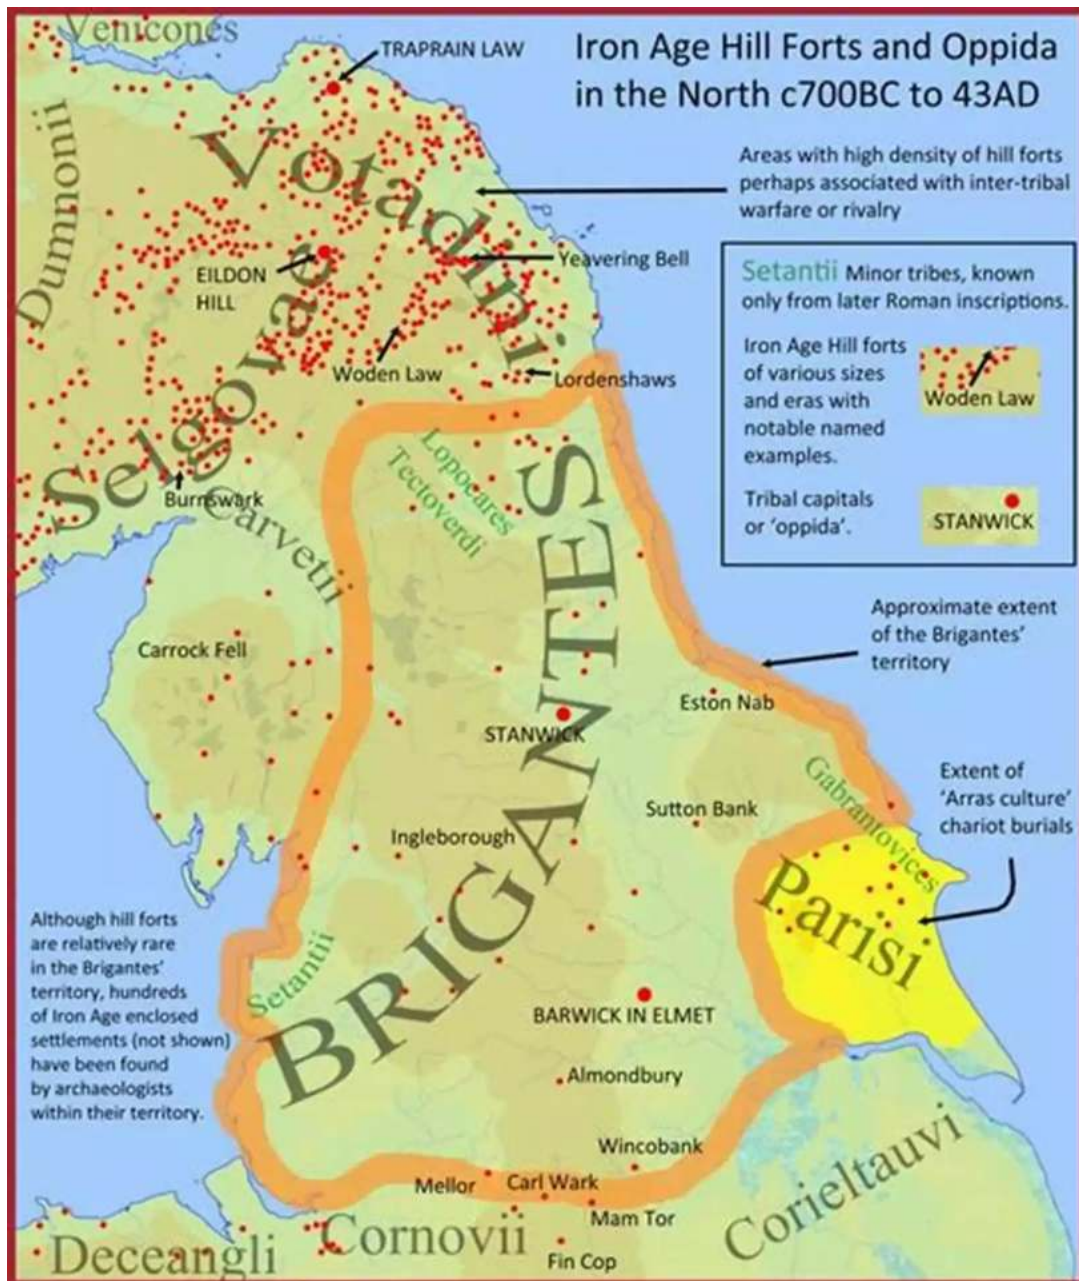 Venicones
TRAPRAIN LAW
Iron Age Hill Forts and Oppida
in the North c700BC to 43AD
Dumnonii
Votadini
Areas with high density of hill forts
perhaps associated with inter-tribal
warfare or rivalry
EILDON
HILL
Yeavering Bell
Setantii Minor tribes, known
only from later Roman inscriptions.
Iron Age Hill forts
of various sizes
and eras with
notable named
examples.
Woden Law
Tribal capitals
or ‘oppida’.
STANWICK
Selgovae
Woden Law
Lordenshaws
Burnswark
Carvetii
Lopocares
Tectoverdi
BRIGANTES
Approximate extent
of the Brigantes’
territory
Carrock Fell
Eston Nab
STANWICK
Gabrantovices
Extent of
‘Arras culture’
chariot burials
Sutton Bank
Ingleborough
Parisi
Although hill forts
are relatively rare
in the Brigantes’
territory, hundreds
of Iron Age enclosed
settlements (not shown)
have been found
by archaeologists
within their territory.
Setantii
BARWICK IN ELMET
Almondbury
Wincobank
Mellor
Carl Wark
Mam Tor
Fin Cop
Corieltauvi
Cornovii
Deceangli